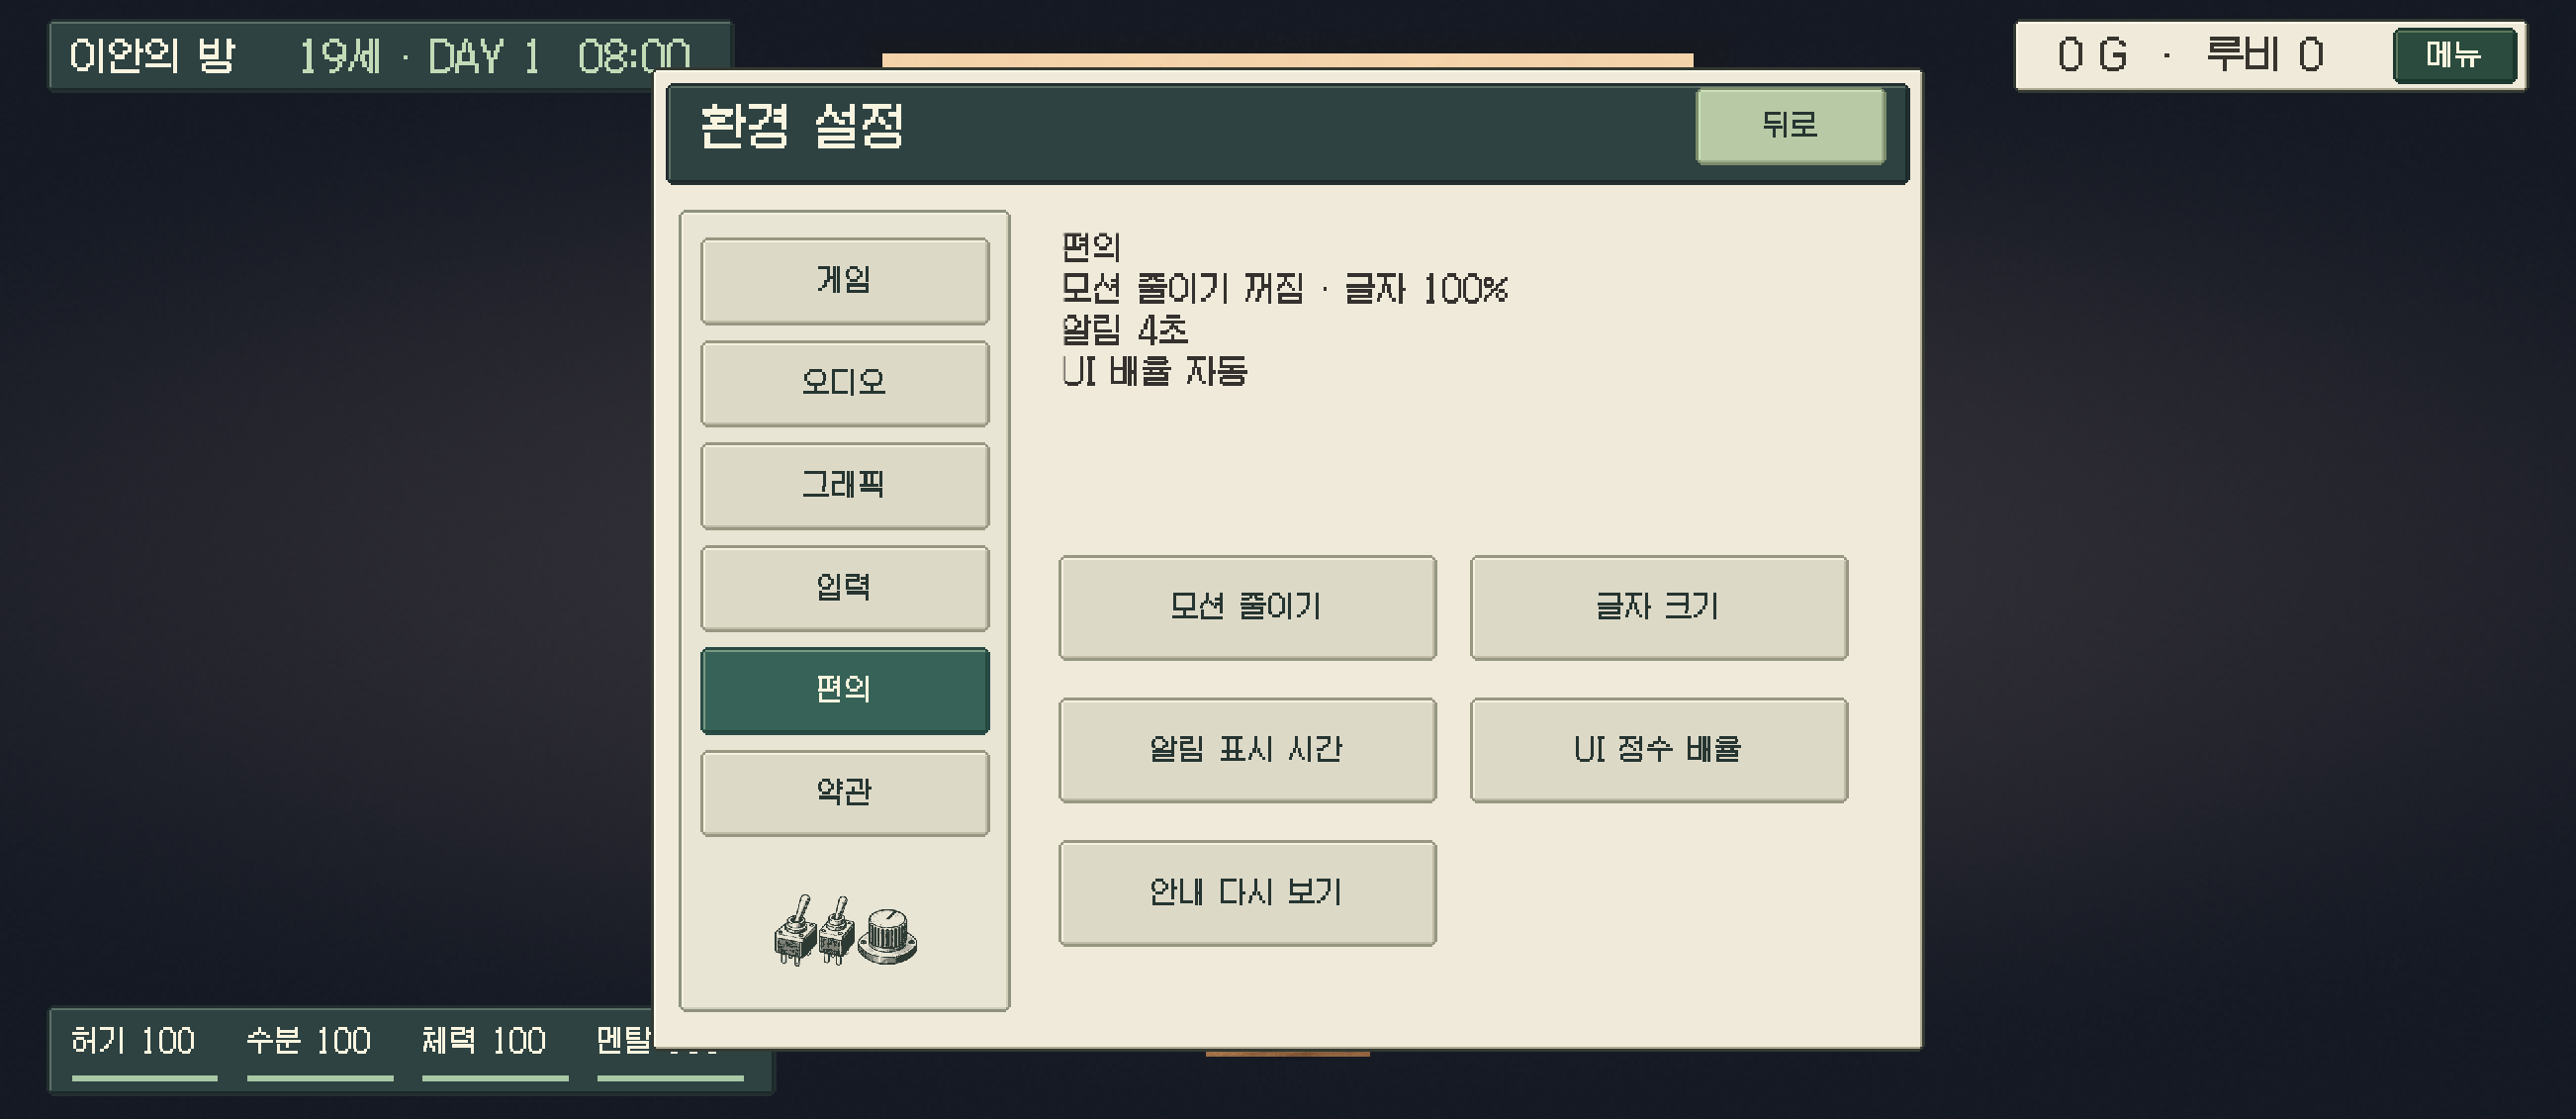 이안의 방 19세 · DAY 1 08:00
0 G · 루비 0 메뉴
환경 설정
뒤로
게임
오디오
그래픽
입력
편의
약관
편의
모션 줄이기 꺼짐 · 글자 100%
알림 4초
UI 배율 자동
모션 줄이기
글자 크기
알림 표시 시간
UI 정수 배율
안내 다시 보기
허기 100 수분 100 체력 100 멘탈